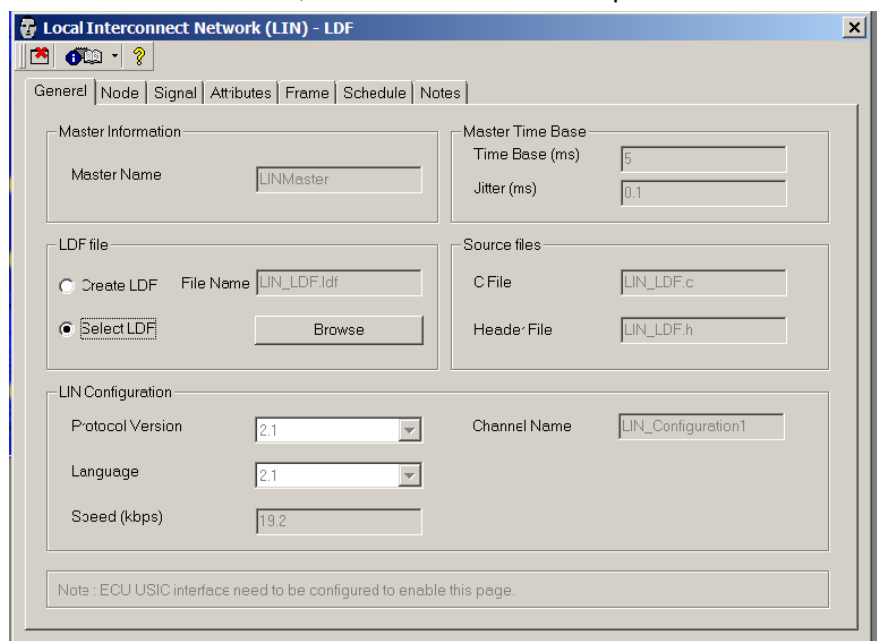 Local Interconnect Network (LIN) - LDF
General Node Signal Attributes Frame Schedule Notes
Master Information
Master Name LINMaster
Master Time Base
Time Base (ms) 5
Jitter (ms) 0.1
LDF file
Create LDF File Name LIN_LDF.ldf
Select LDF Browse
Source files
C File LIN_LDF.c
Header File LIN_LDF.h
LIN Configuration
Protocol Version 2.1
Channel Name LIN_Configuration1
Language 2.1
Speed (kbps) 19.2
Note : ECU USIC interface need to be configured to enable this page.